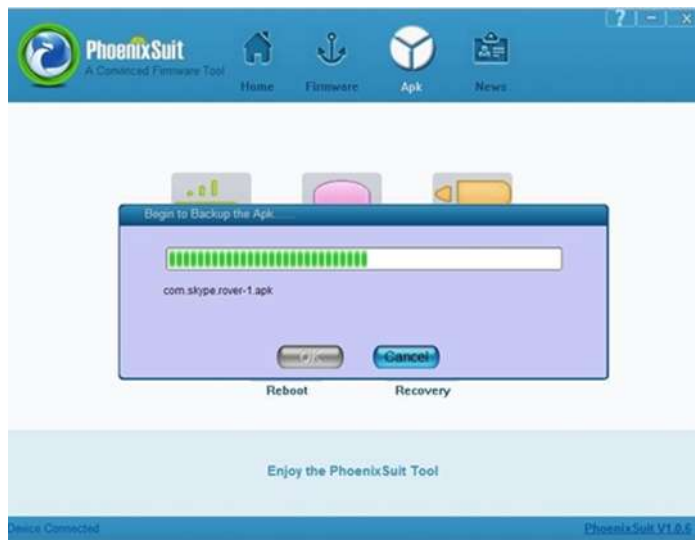 ? - x
PhoenixSuit
A Convinced Firmware Tool
Home
Firmware
Apk
News
Begin to Backup the Apk......
com.skype.rover-1.apk
OK
Cancel
Reboot
Recovery
Enjoy the PhoenixSuit Tool
Device Connected
PhoenixSuit V1.0.6